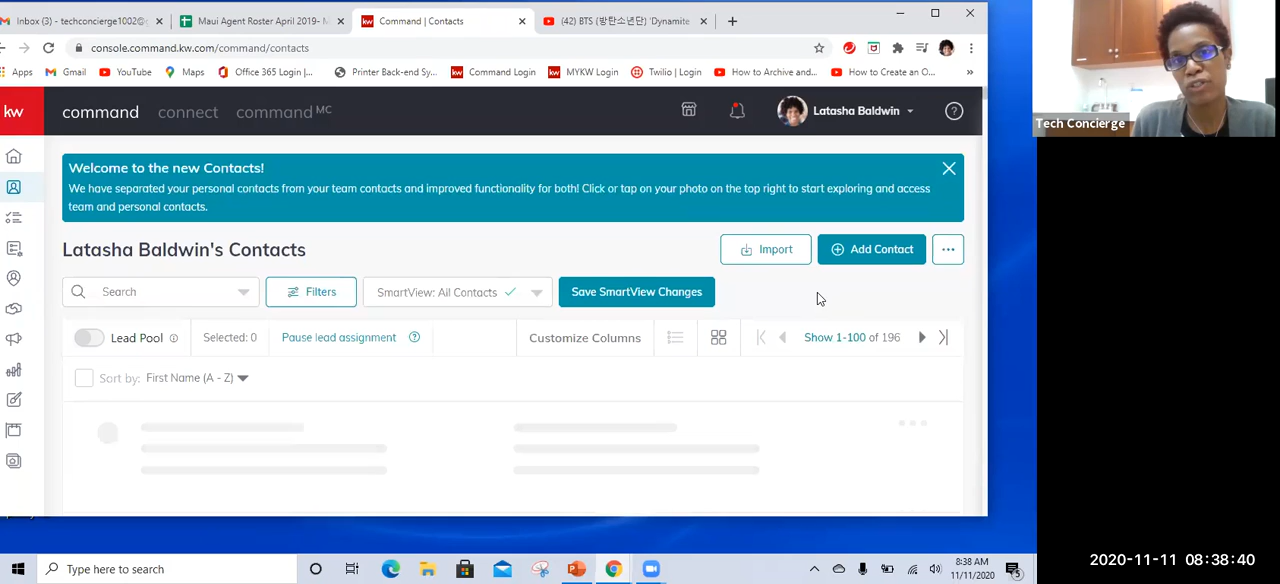 Inbox (3) - techconcierge1002@g
Maui Agent Roster April 2019- M
Command | Contacts
(42) BTS (방탄소년단) 'Dynamite
console.command.kw.com/command/contacts
Apps
Gmail
YouTube
Maps
Office 365 Login |...
Printer Back-end Sy...
Command Login
MYKW Login
Twilio | Login
How to Archive and...
How to Create an O...
»
kw
command
connect
command MC
Latasha Baldwin
Welcome to the new Contacts!
We have separated your personal contacts from your team contacts and improved functionality for both! Click or tap on your photo on the top right to start exploring and access
team and personal contacts.
Latasha Baldwin's Contacts
Import
Add Contact
Search
Filters
SmartView: All Contacts
Save SmartView Changes
Lead Pool
Selected: 0
Pause lead assignment
Customize Columns
Show 1-100 of 196
Sort by: First Name (A - Z)
Type here to search
8:38 AM
11/11/2020
5
Tech Concierge
2020-11-11 08:38:40